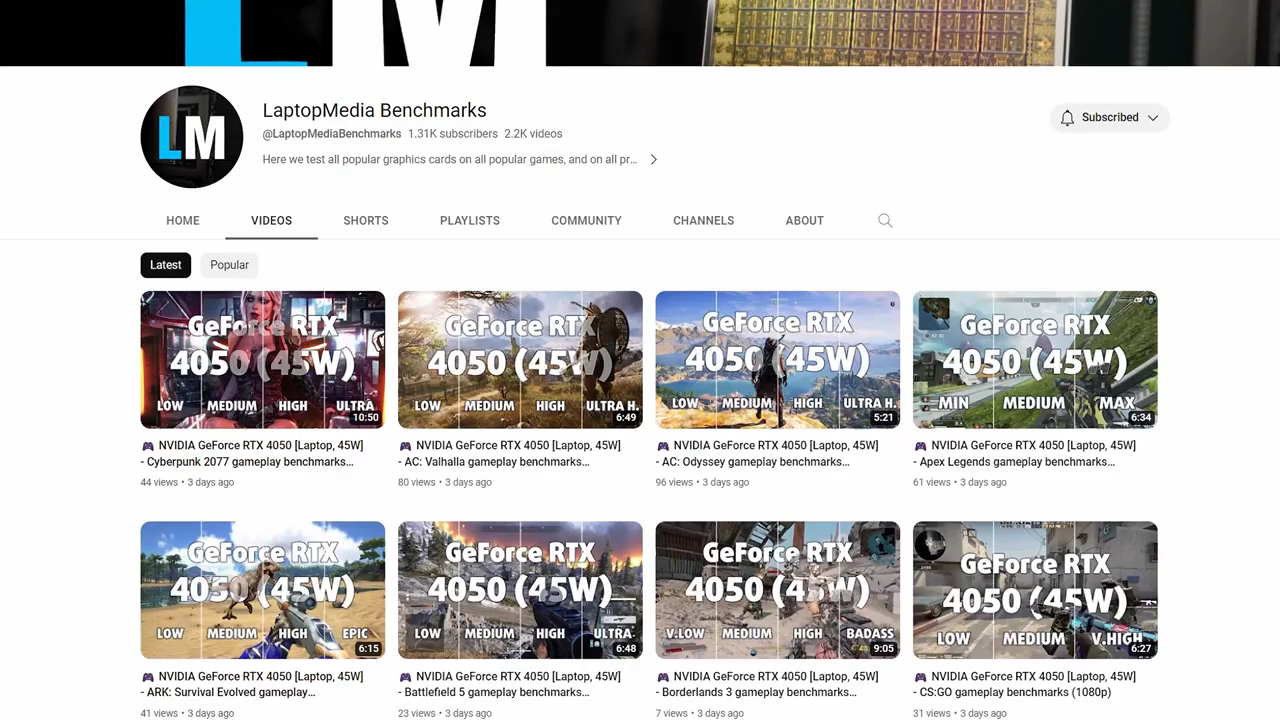 LM
LM
LaptopMedia Benchmarks
@LaptopMediaBenchmarks 1.31K subscribers 2.2K videos
Here we test all popular graphics cards on all popular games, and on all pr...
Subscribed
HOME VIDEOS SHORTS PLAYLISTS COMMUNITY CHANNELS ABOUT
Latest Popular
GeForce RTX
4050 (45W)
LOW MEDIUM HIGH ULTRA
10:50
GeForce RTX
4050 (45W)
LOW MEDIUM HIGH ULTRA H.
6:49
GeForce RTX
4050 (45W)
LOW MEDIUM HIGH ULTRA H.
5:21
GeForce RTX
4050 (45W)
MIN MEDIUM MAX
6:34
NVIDIA GeForce RTX 4050 [Laptop, 45W]
- Cyberpunk 2077 gameplay benchmarks...
44 views • 3 days ago
NVIDIA GeForce RTX 4050 [Laptop, 45W]
- AC: Valhalla gameplay benchmarks...
80 views • 3 days ago
NVIDIA GeForce RTX 4050 [Laptop, 45W]
- AC: Odyssey gameplay benchmarks...
96 views • 3 days ago
NVIDIA GeForce RTX 4050 [Laptop, 45W]
- Apex Legends gameplay benchmarks...
61 views • 3 days ago
GeForce RTX
4050 (45W)
LOW MEDIUM HIGH EPIC
6:15
GeForce RTX
4050 (45W)
LOW MEDIUM HIGH ULTRA
6:48
GeForce RTX
4050 (45W)
V.LOW MEDIUM HIGH BADASS
9:05
GeForce RTX
4050 (45W)
LOW MEDIUM V.HIGH
6:27
NVIDIA GeForce RTX 4050 [Laptop, 45W]
- ARK: Survival Evolved gameplay...
41 views • 3 days ago
NVIDIA GeForce RTX 4050 [Laptop, 45W]
- Battlefield 5 gameplay benchmarks...
23 views • 3 days ago
NVIDIA GeForce RTX 4050 [Laptop, 45W]
- Borderlands 3 gameplay benchmarks...
7 views • 3 days ago
NVIDIA GeForce RTX 4050 [Laptop, 45W]
- CS:GO gameplay benchmarks (1080p)
31 views • 3 days ago